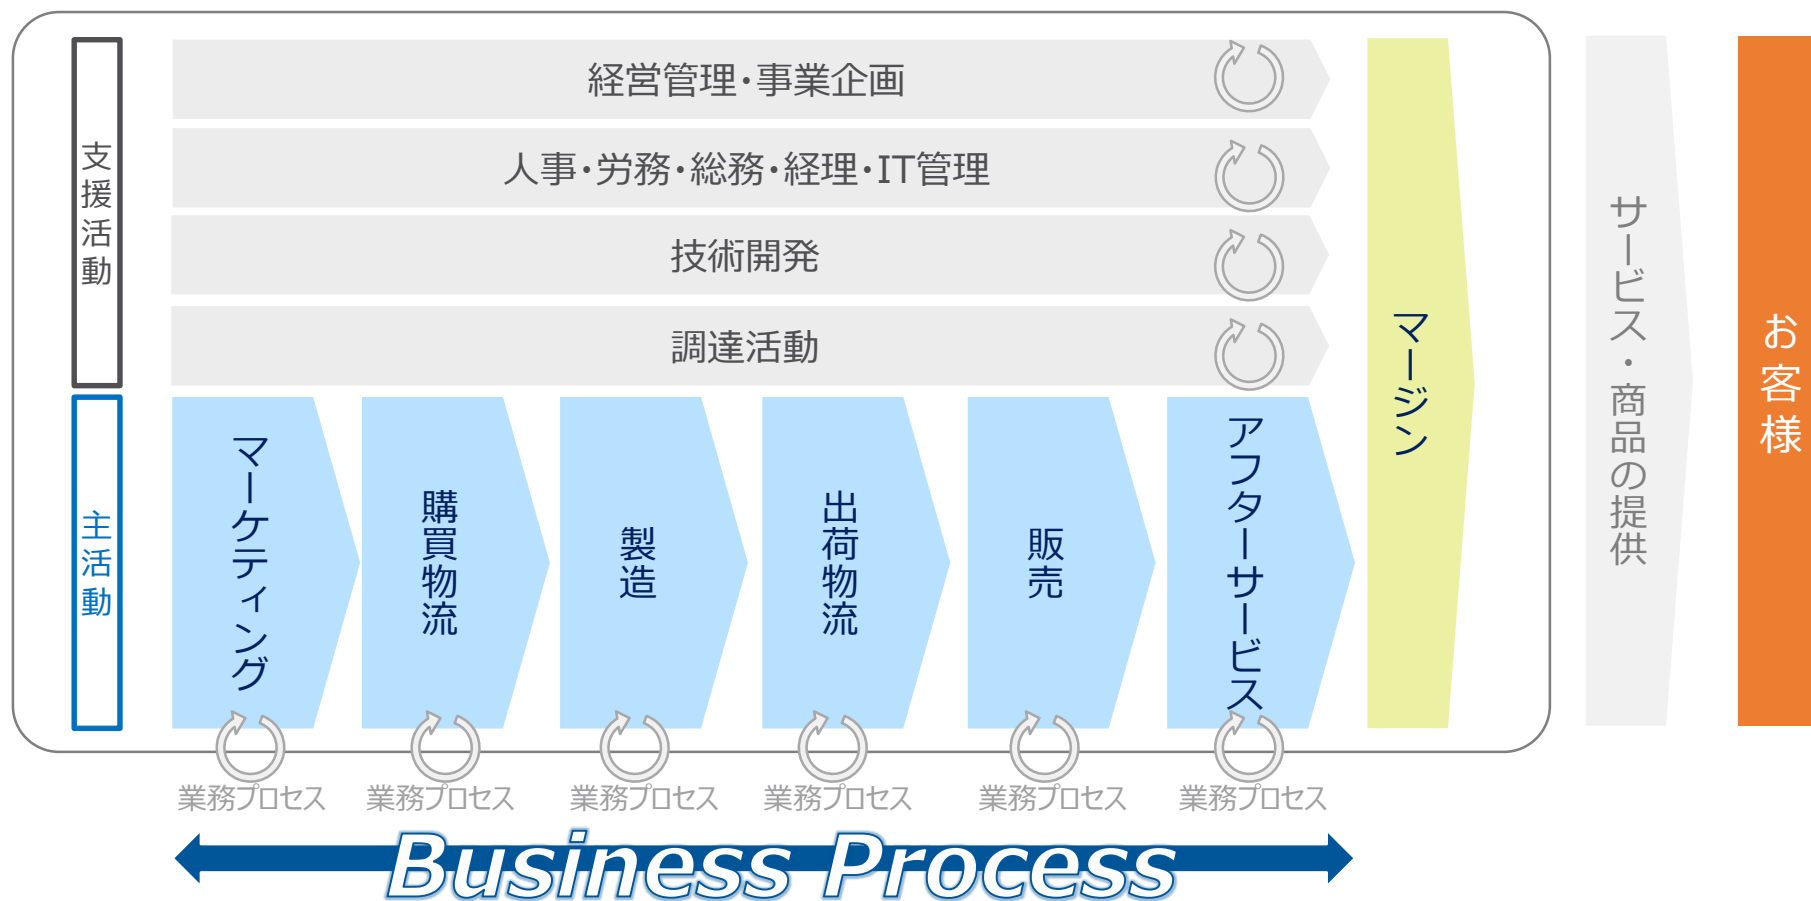 支援活動
経営管理・事業企画
人事・労務・総務・経理・IT管理
技術開発
調達活動
主活動
マーケティング
購買物流
製造
出荷物流
販売
アフターサービス
マージン
サービス・商品の提供
お客様
業務プロセス
業務プロセス
業務プロセス
業務プロセス
業務プロセス
業務プロセス
Business Process